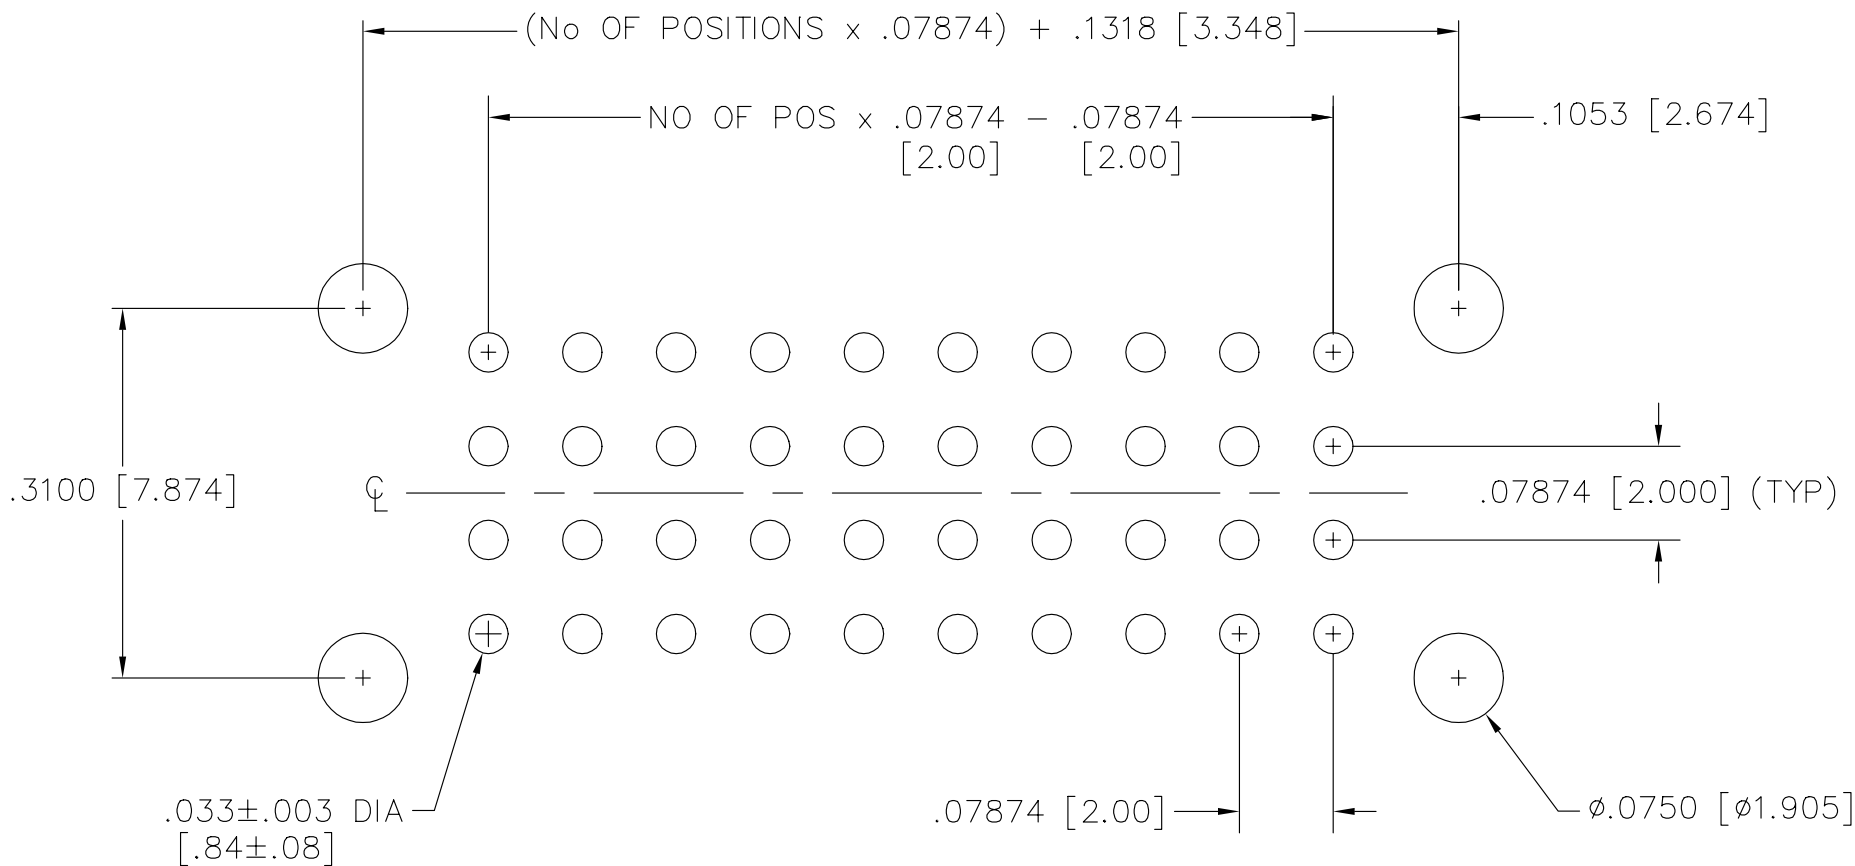 (No OF POSITIONS x .07874) + .1318 [3.348]
NO OF POS x .07874 - .07874
[2.00] [2.00]
.1053 [2.674]
.3100 [7.874]
℄
.07874 [2.000] (TYP)
.033±.003 DIA
[.84±.08]
.07874 [2.00]
ø.0750 [ø1.905]